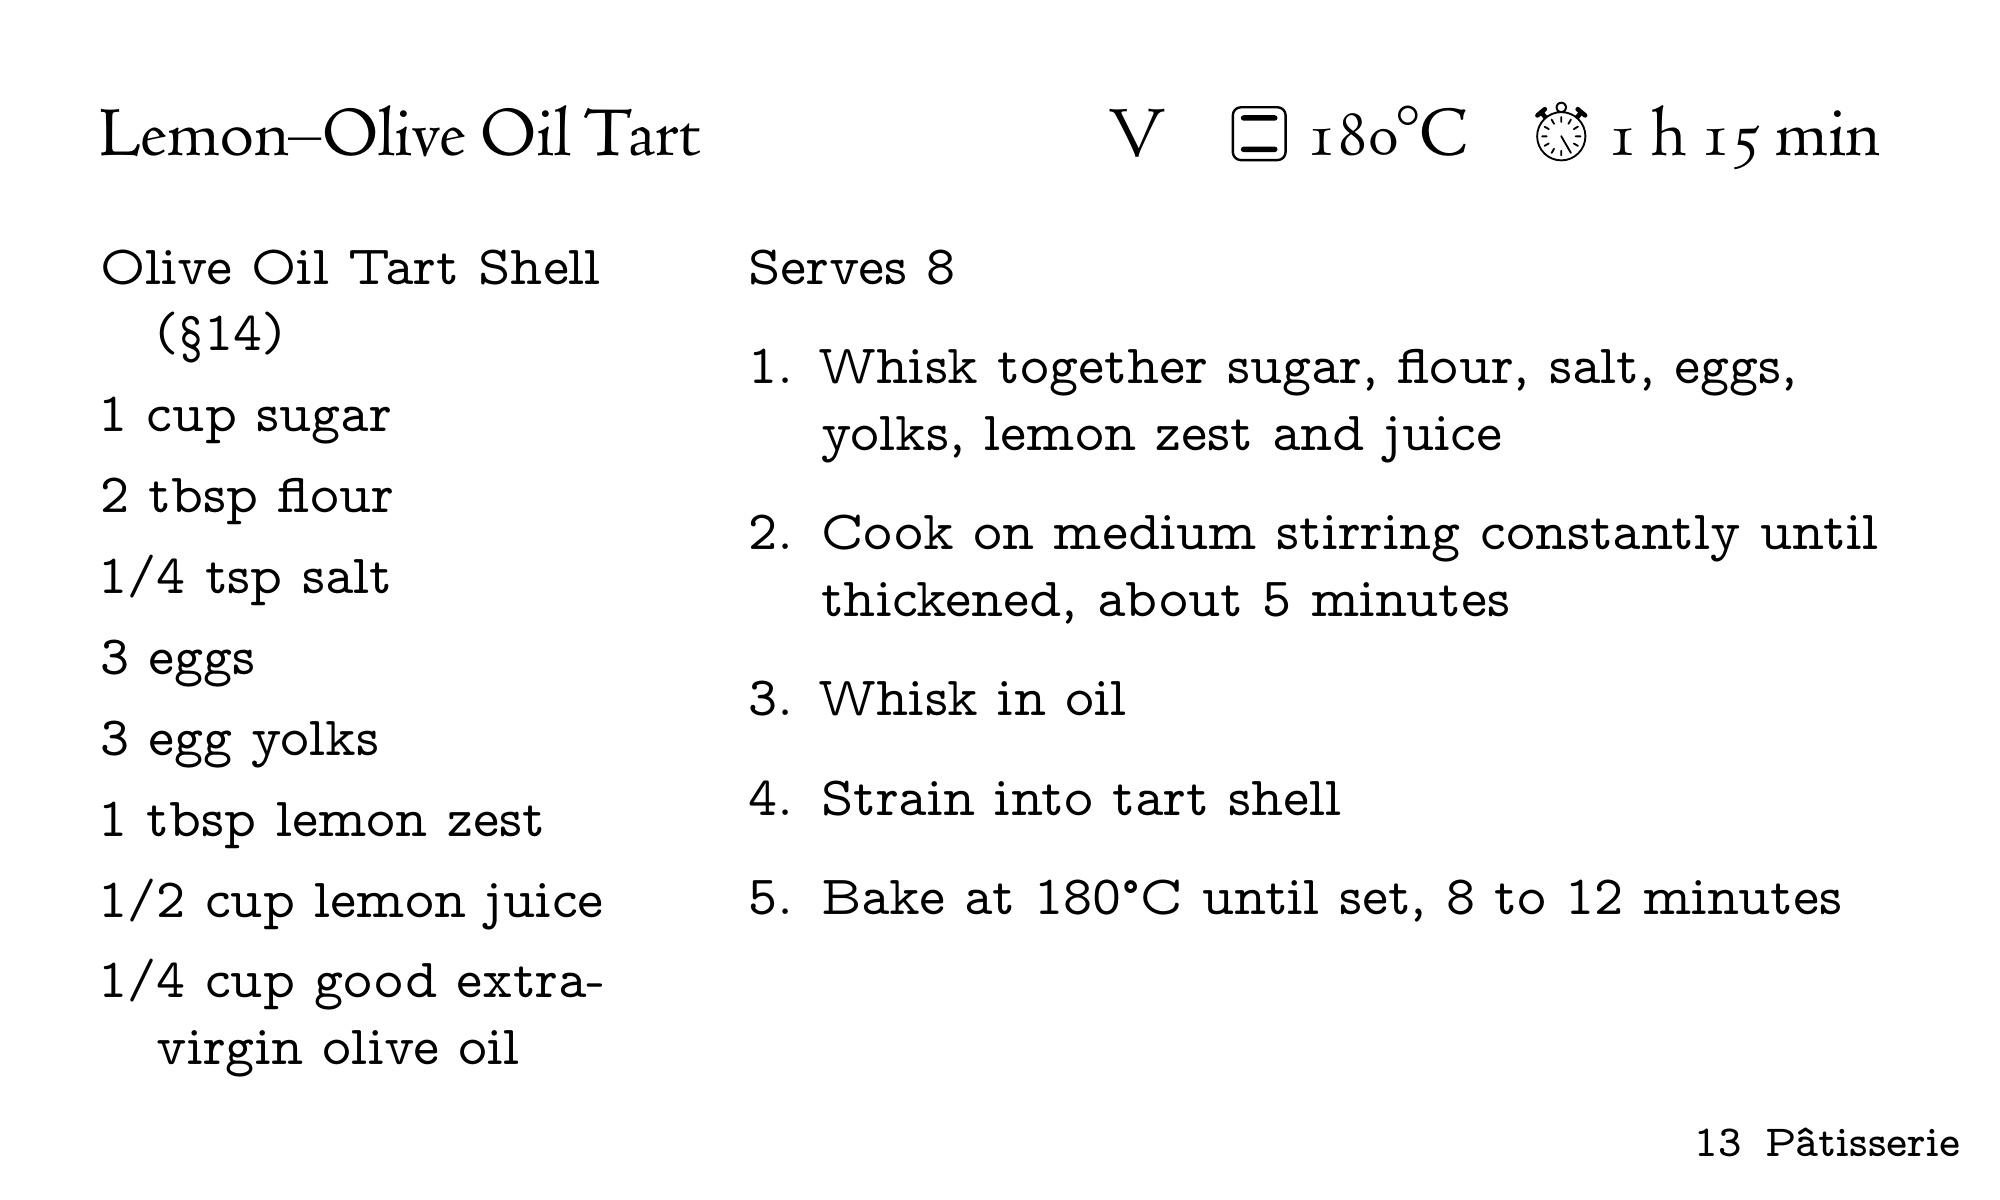 Lemon–Olive Oil Tart V 180°C 1 h 15 min
Olive Oil Tart Shell
(§14)
1 cup sugar
2 tbsp flour
1/4 tsp salt
3 eggs
3 egg yolks
1 tbsp lemon zest
1/2 cup lemon juice
1/4 cup good extra-
virgin olive oil
Serves 8
1. Whisk together sugar, flour, salt, eggs,
yolks, lemon zest and juice
2. Cook on medium stirring constantly until
thickened, about 5 minutes
3. Whisk in oil
4. Strain into tart shell
5. Bake at 180°C until set, 8 to 12 minutes
13 Pâtisserie